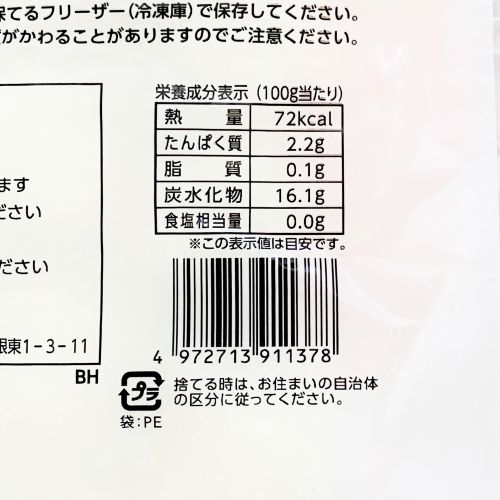 保てるフリーザー(冷凍庫)で保存してください。
がかわることがありますのでご注意ください。
栄養成分表示 (100g当たり)
熱 量 72kcal
たんぱく質 2.2g
脂 質 0.1g
炭水化物 16.1g
食塩相当量 0.0g
※この表示値は目安です。
ます
ださい
ださい
東1-3-11
BH
4 972713 911378
プラ
捨てる時は、お住まいの自治体
の区分に従ってください。
袋:PE